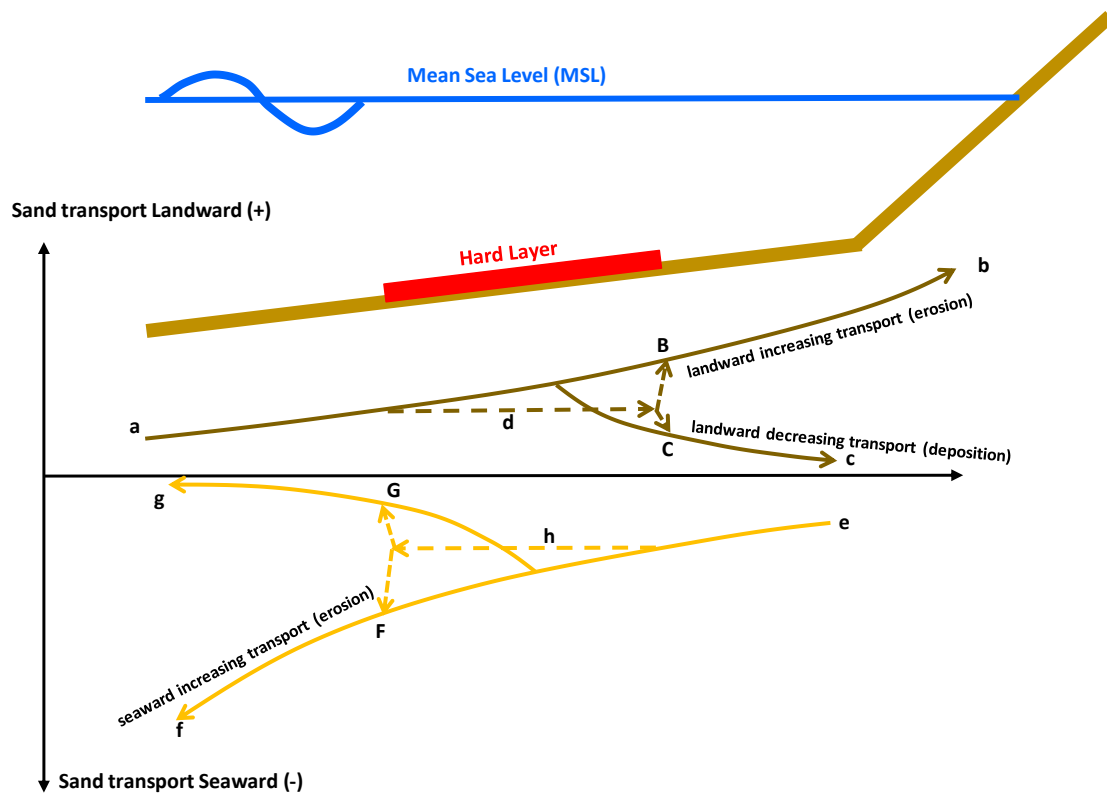 Mean Sea Level (MSL)
Sand transport Landward (+)
Hard Layer
b
landward increasing transport (erosion)
B
a
d
landward decreasing transport (deposition)
C
c
g
G
e
h
seaward increasing transport (erosion)
F
f
Sand transport Seaward (-)